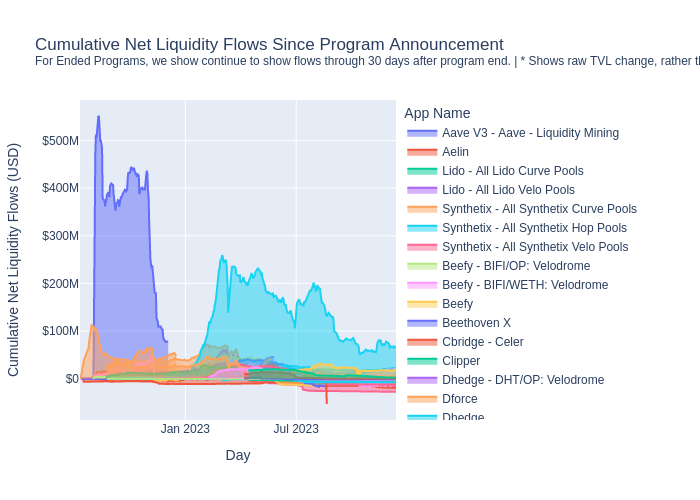 Cumulative Net Liquidity Flows Since Program Announcement
For Ended Programs, we show continue to show flows through 30 days after program end. | * Shows raw TVL change, rather
App Name
Cumulative Net Liquidity Flows (USD)
$500M
$400M
$300M
$200M
$100M
$0
Jan 2023
Jul 2023
Day
Aave V3 - Aave - Liquidity Mining
Aelin
Lido - All Lido Curve Pools
Lido - All Lido Velo Pools
Synthetix - All Synthetix Curve Pools
Synthetix - All Synthetix Hop Pools
Synthetix - All Synthetix Velo Pools
Beefy - BIFI/OP: Velodrome
Beefy - BIFI/WETH: Velodrome
Beefy
Beethoven X
Cbridge - Celer
Clipper
Dhedge - DHT/OP: Velodrome
Dforce
Dhedge